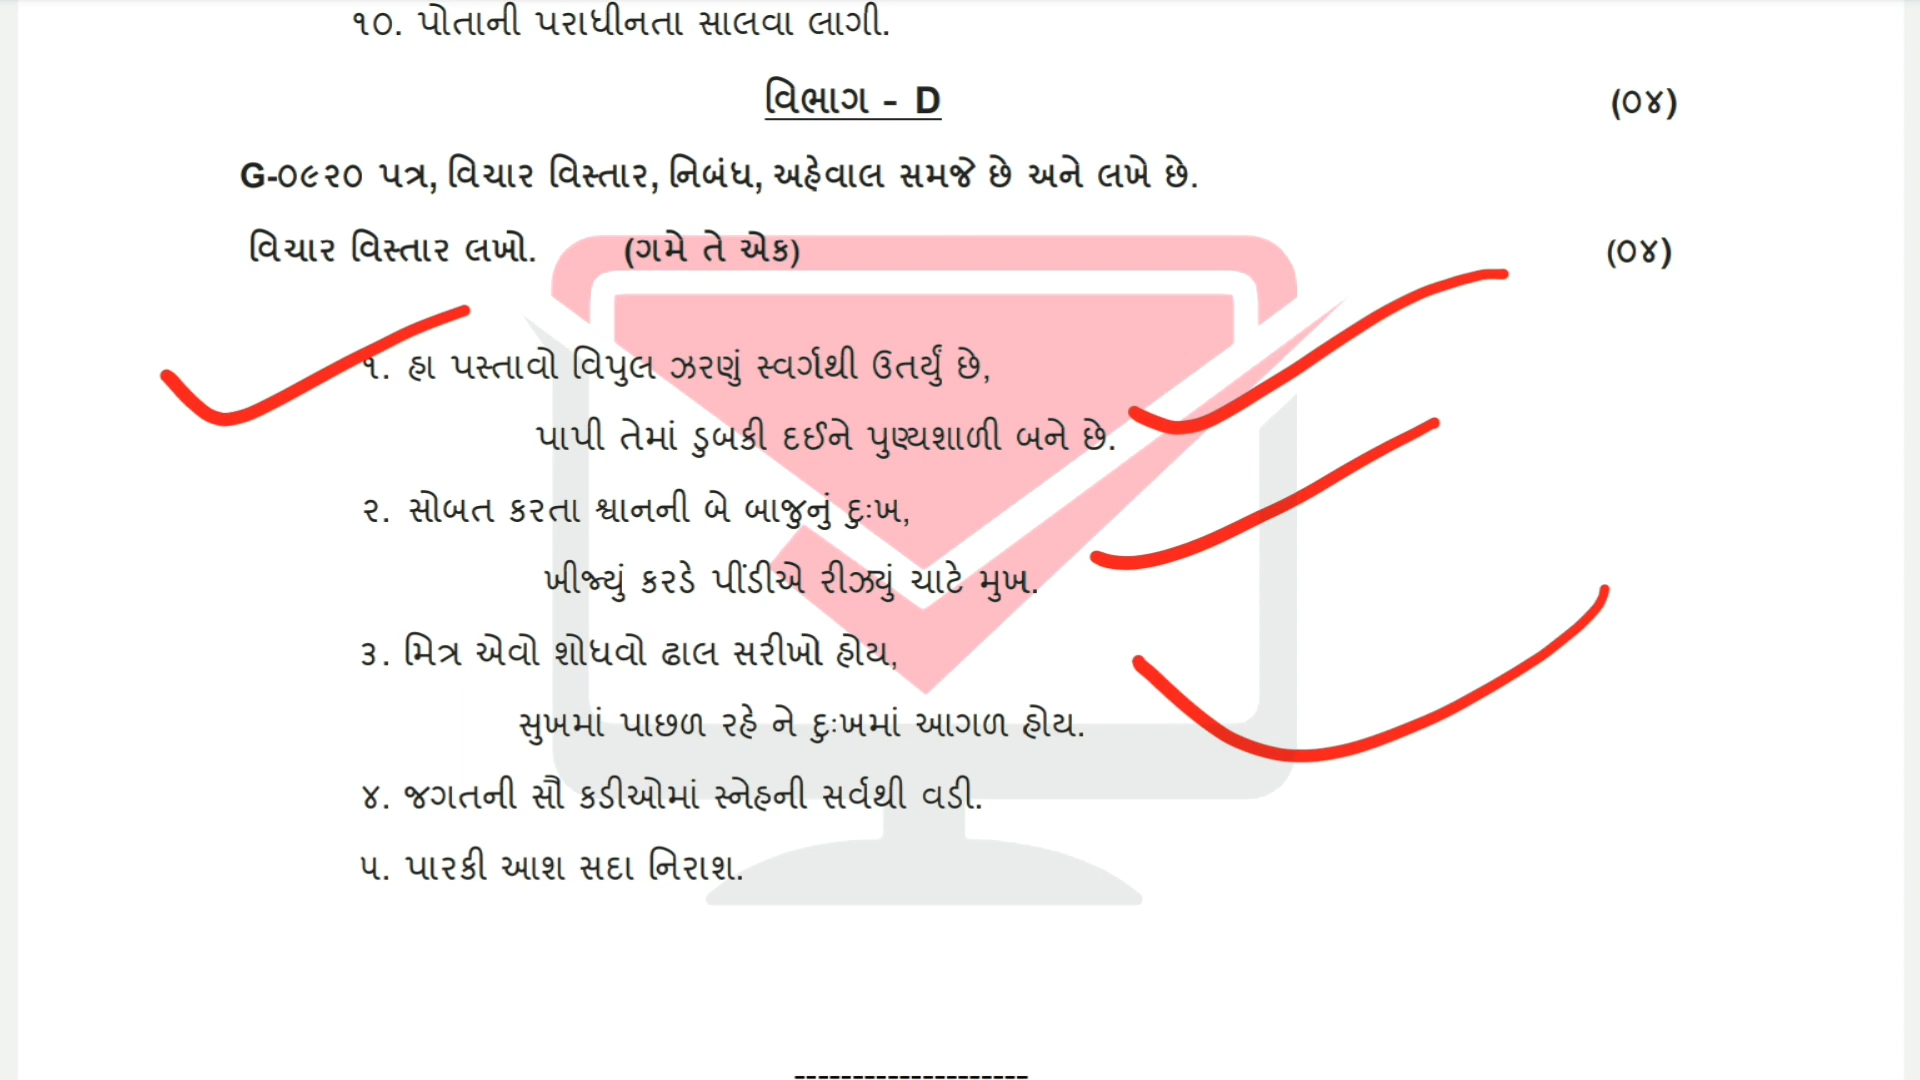 ૧૦. પોતાની પરાધીનતા સાલવા લાગી.
વિભાગ - D (૦૪)
G-૦૯૨૦ પત્ર, વિચાર વિસ્તાર, નિબંધ, અહેવાલ સમજે છે અને લખે છે.
વિચાર વિસ્તાર લખો. (ગમે તે એક) (૦૪)
૧. હા પસ્તાવો વિપુલ ઝરણું સ્વર્ગથી ઉતર્યું છે,
પાપી તેમાં ડુબકી દઈને પુણ્યશાળી બને છે.
૨. સોબત કરતા શ્વાનની બે બાજુનું દુઃખ,
ખીજ્યું કરડે પીંડીએ રીઝ્યું ચાટે મુખ.
૩. મિત્ર એવો શોધવો ઢાલ સરીખો હોય,
સુખમાં પાછળ રહે ને દુઃખમાં આગળ હોય.
૪. જગતની સૌ કડીઓમાં સ્નેહની સર્વથી વડી.
૫. પારકી આશ સદા નિરાશ.
--------------------